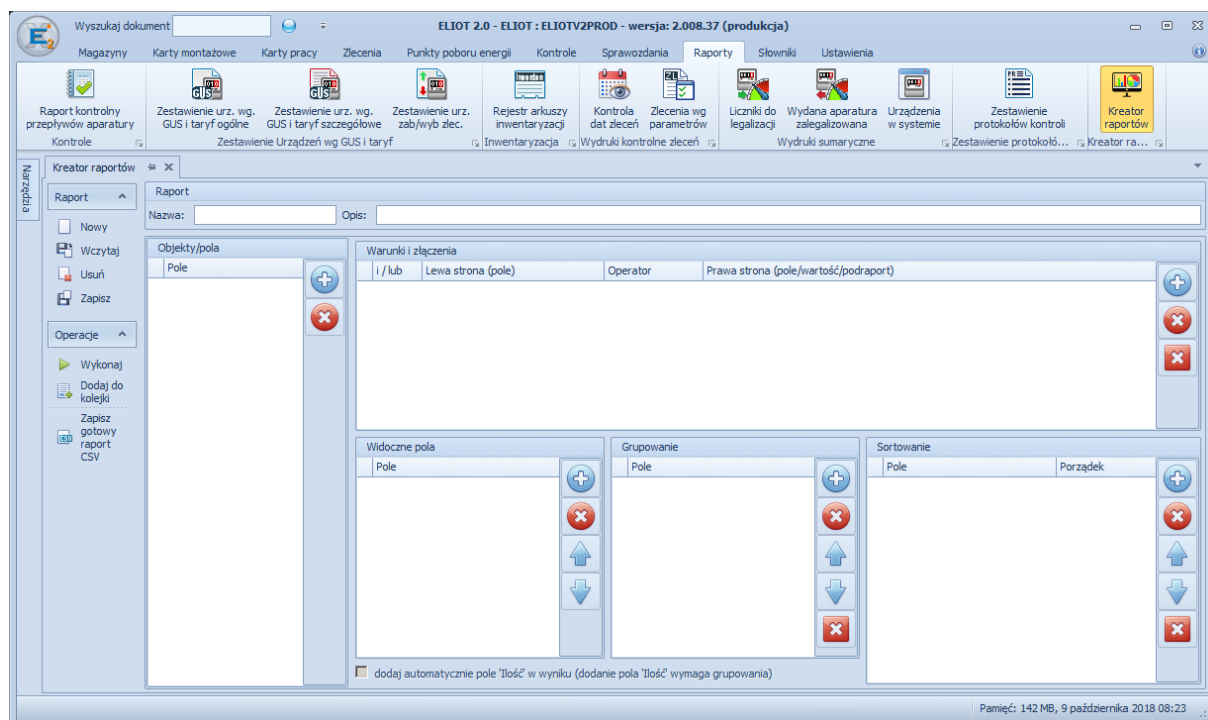 Wyszukaj dokument
ELIOT 2.0 - ELIOT : ELIOTV2PROD - wersja: 2.008.37 (produkcja)
Magazyny Karty montażowe Karty pracy Zlecenia Punkty poboru energii Kontrole Sprawozdania Raporty Słowniki Ustawienia
Raport kontrolny
przepływów aparatury
Zestawienie urz. wg.
GUS i taryf ogólne
Zestawienie urz. wg.
GUS i taryf szczegółowe
Zestawienie urz.
zab/wyb zlec.
Rejestr arkuszy
inwentaryzacji
Kontrola
dat zleceń
Zlecenia wg
parametrów
Liczniki do
legalizacji
Wydana aparatura
zalegalizowana
Urządzenia
w systemie
Zestawienie
protokołów kontroli
Kreator
raportów
Kontrole Zestawienie Urządzeń wg GUS i taryf Inwentaryzacja Wydruki kontrolne zleceń Wydruki sumaryczne Zestawienie protokołó... Kreator ra...
Narzędzia
Kreator raportów
Raport
Nowy
Wczytaj
Usuń
Zapisz
Operacje
Wykonaj
Dodaj do
kolejki
Zapisz
gotowy
raport
CSV
Raport
Nazwa: Opis:
Objekty/pola
Pole
Warunki i złączenia
i / lub Lewa strona (pole) Operator Prawa strona (pole/wartość/podraport)
Widoczne pola
Pole
Grupowanie
Pole
Sortowanie
Pole Porządek
dodaj automatycznie pole 'Ilość' w wyniku (dodanie pola 'Ilość' wymaga grupowania)
Pamięć: 142 MB, 9 października 2018 08:23